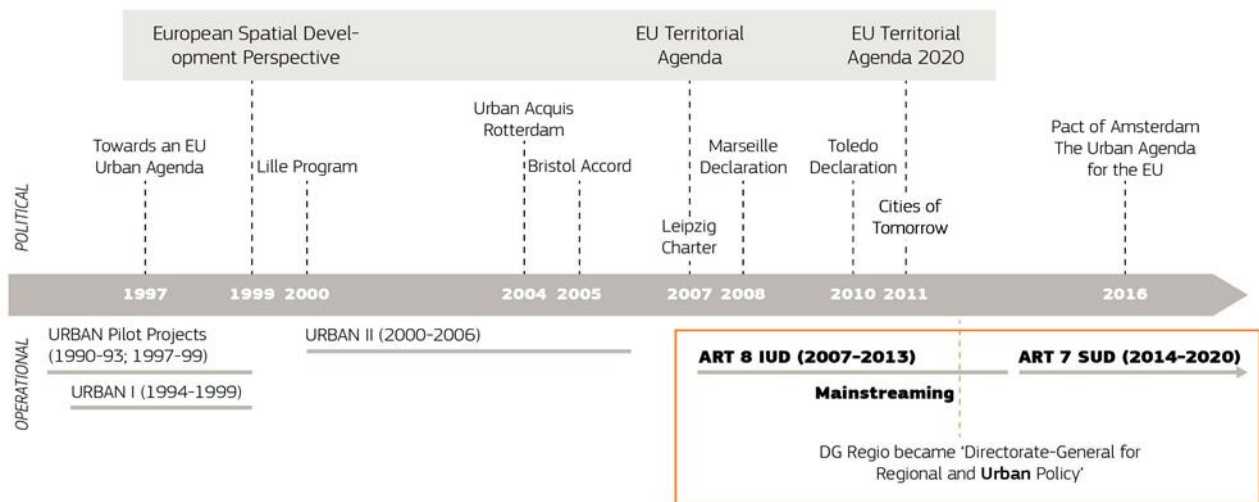 European Spatial Devel-
opment Perspective
EU Territorial
Agenda
EU Territorial
Agenda 2020
Urban Acquis
Rotterdam
Towards an EU
Urban Agenda
Lille Program
Bristol Accord
Marseille
Declaration
Toledo
Declaration
Pact of Amsterdam
The Urban Agenda
for the EU
Leipzig
Charter
Cities of
Tomorrow
POLITICAL
1997
1999
2000
2004
2005
2007
2008
2010
2011
2016
OPERATIONAL
URBAN Pilot Projects
(1990-93; 1997-99)
URBAN I (1994-1999)
URBAN II (2000-2006)
ART 8 IUD (2007-2013)
Mainstreaming
ART 7 SUD (2014-2020)
DG Regio became ‘Directorate-General for
Regional and Urban Policy’